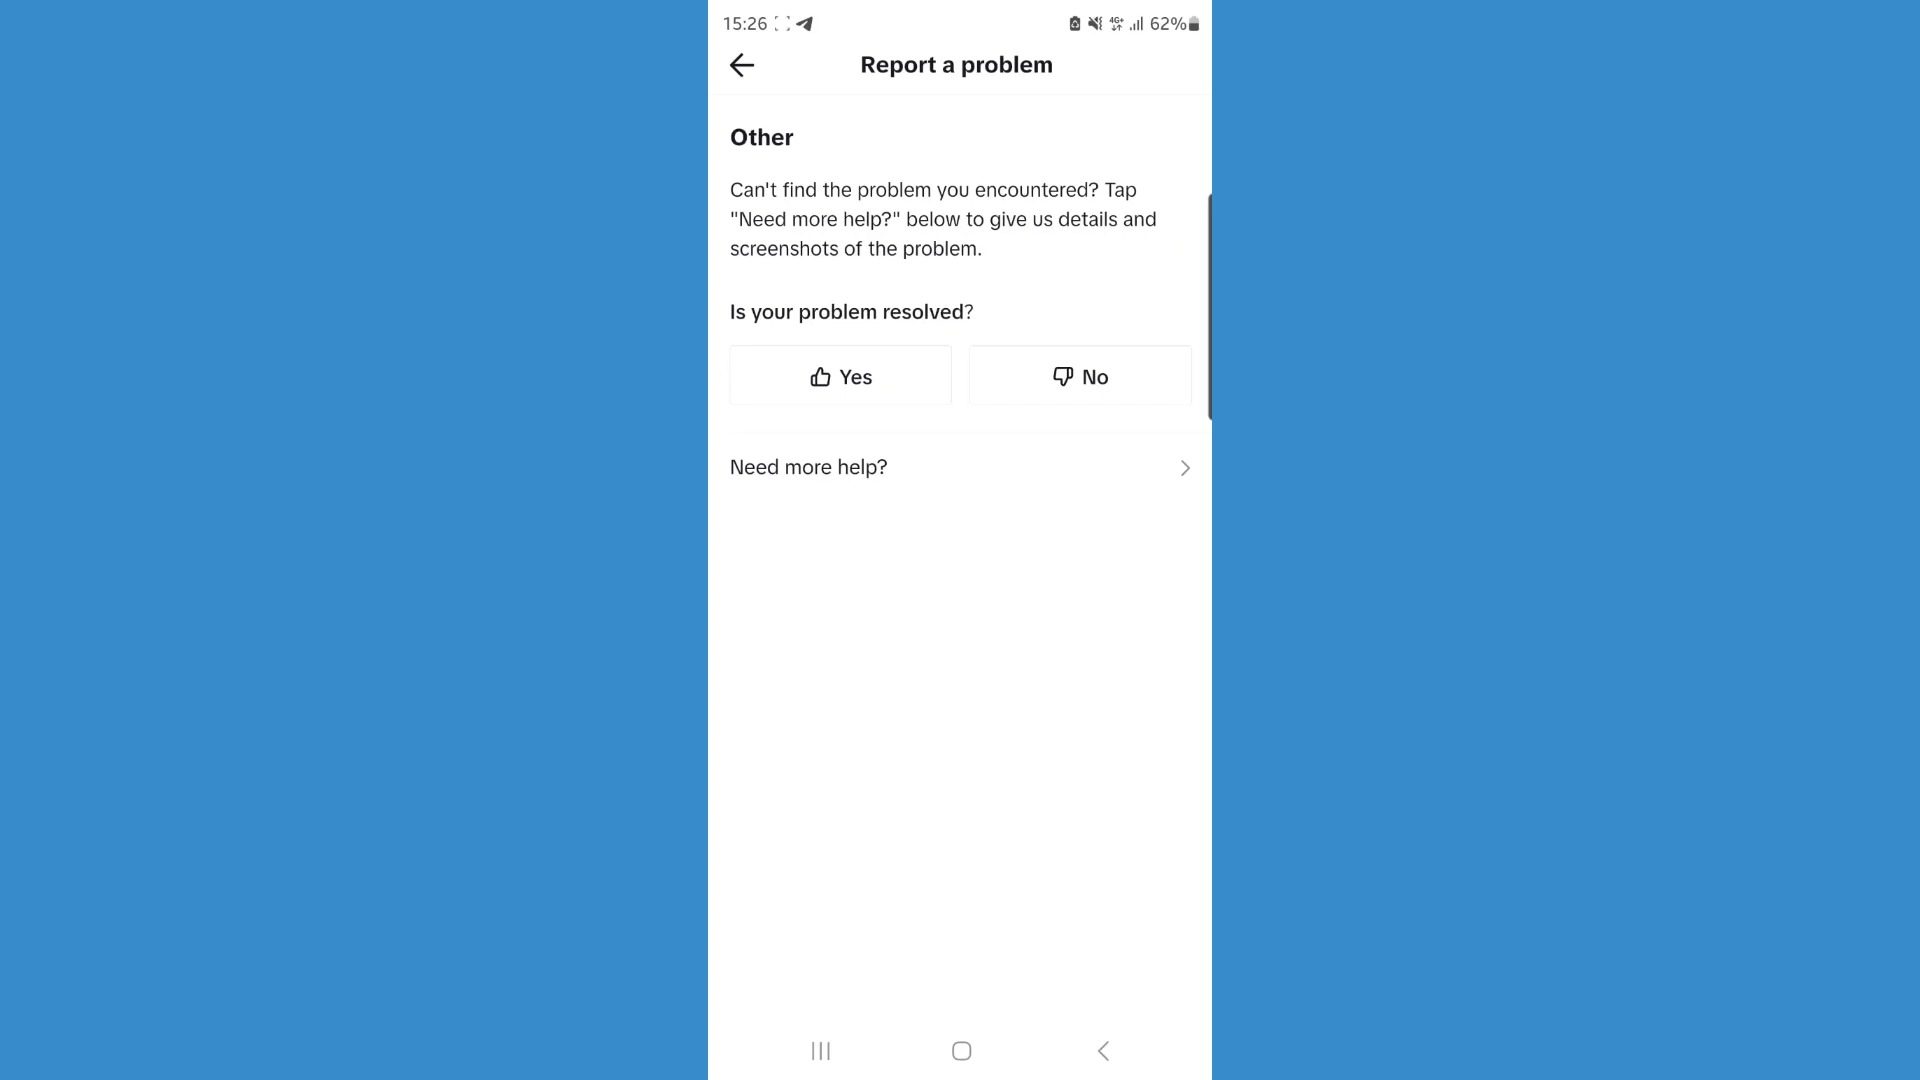 15:26
4G+
62%
Report a problem
Other
Can't find the problem you encountered? Tap
"Need more help?" below to give us details and
screenshots of the problem.
Is your problem resolved?
Yes
No
Need more help?